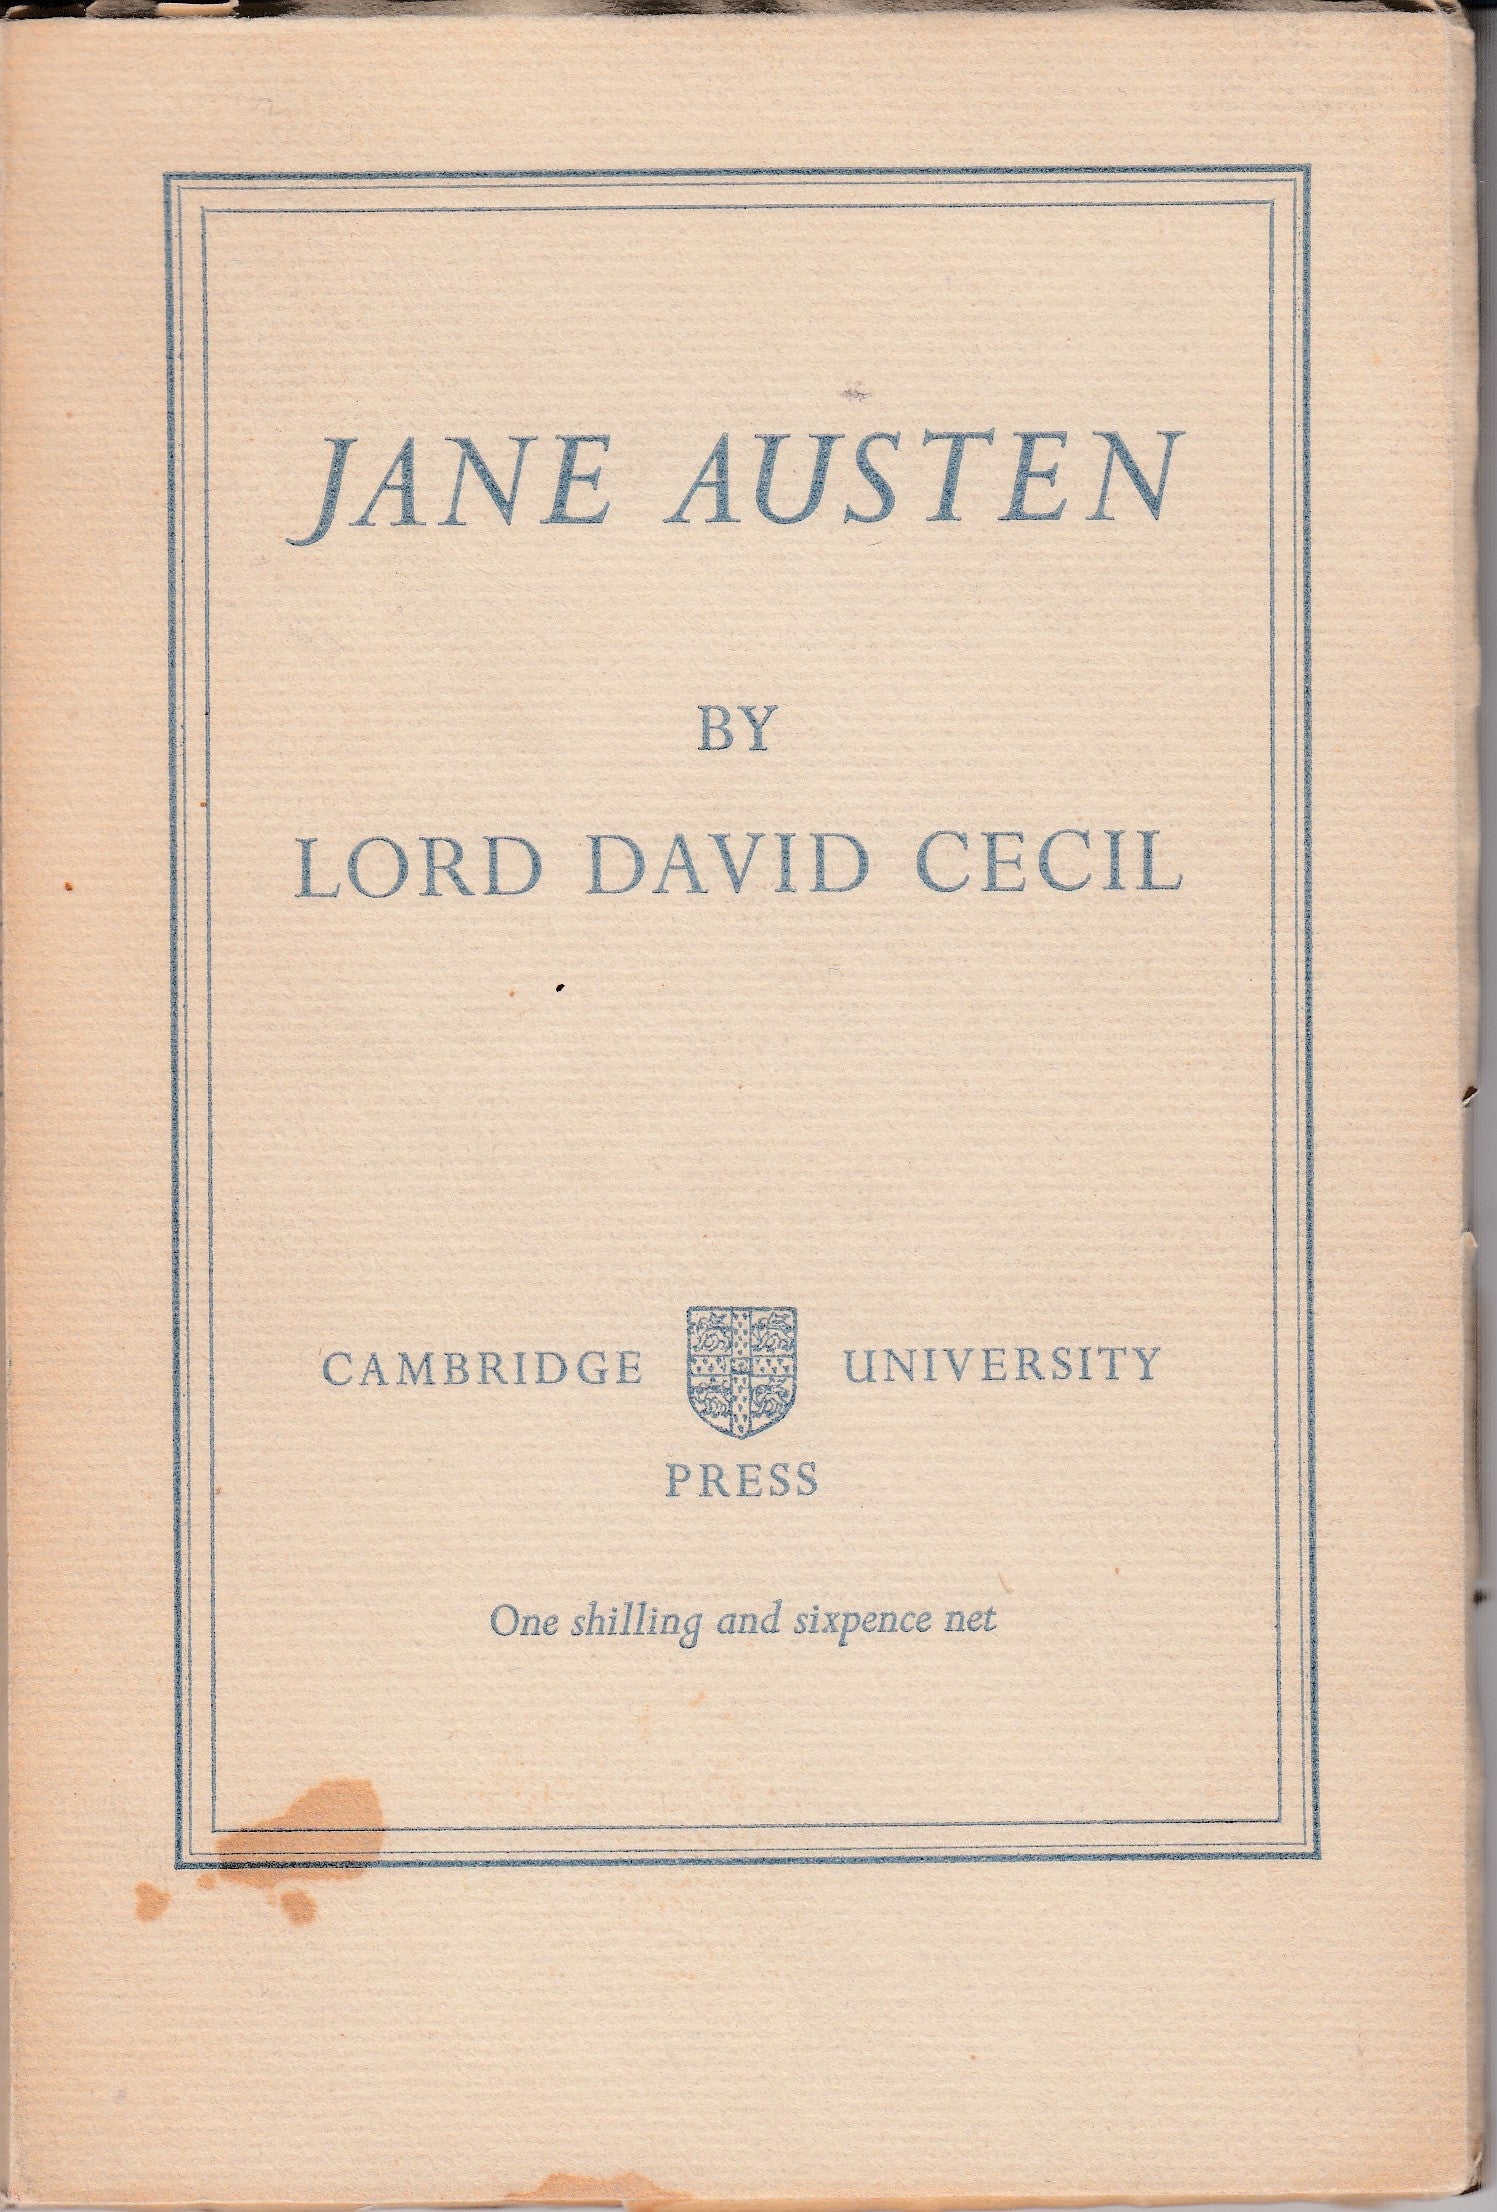 JANE AUSTEN
BY
LORD DAVID CECIL
CAMBRIDGE UNIVERSITY
PRESS
One shilling and sixpence net